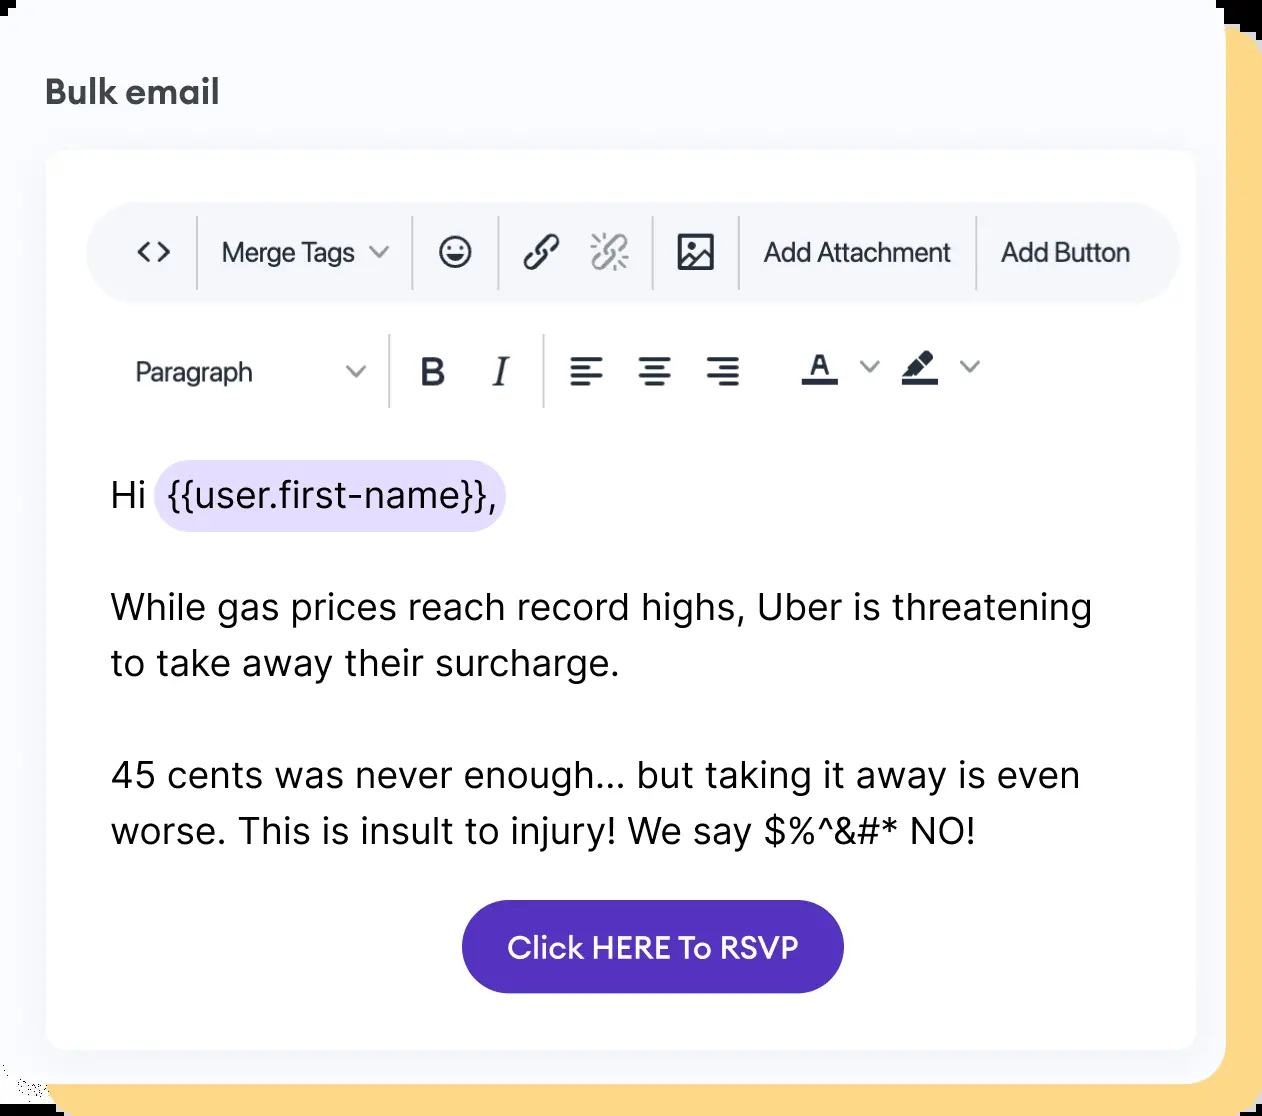 Bulk email
<> Merge Tags Add Attachment Add Button
Paragraph B I A
Hi {{user.first-name}},
While gas prices reach record highs, Uber is threatening
to take away their surcharge.
45 cents was never enough... but taking it away is even
worse. This is insult to injury! We say $%^&#* NO!
Click HERE To RSVP